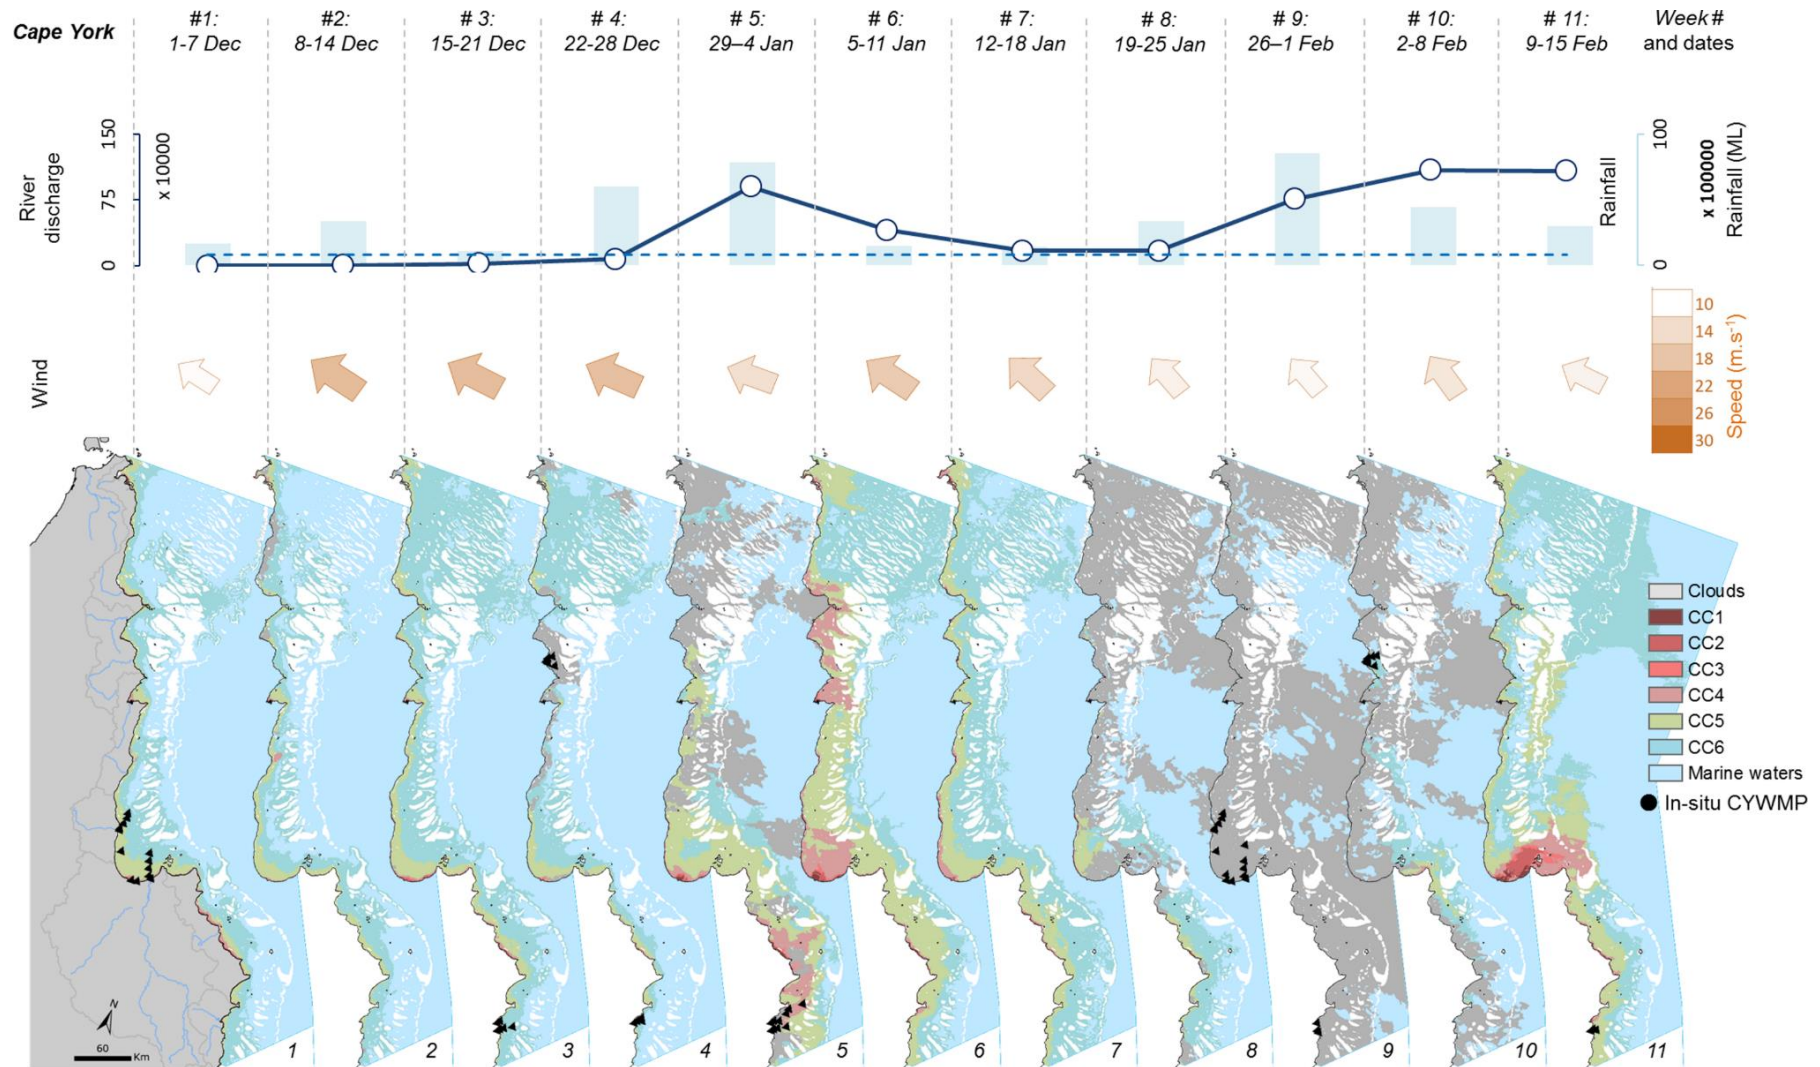 Cape York
#1:
1-7 Dec
#2:
8-14 Dec
# 3:
15-21 Dec
# 4:
22-28 Dec
# 5:
29–4 Jan
# 6:
5-11 Jan
# 7:
12-18 Jan
# 8:
19-25 Jan
# 9:
26–1 Feb
# 10:
2-8 Feb
# 11:
9-15 Feb
Week #
and dates
River
discharge
150
75
0
x 10000
Rainfall
100
0
x 100000
Rainfall (ML)
Wind
10
14
18
22
26
30
Speed (m.s-1)
Clouds
CC1
CC2
CC3
CC4
CC5
CC6
Marine waters
In-situ CYWMP
N
60
Km
1
2
3
4
5
6
7
8
9
10
11